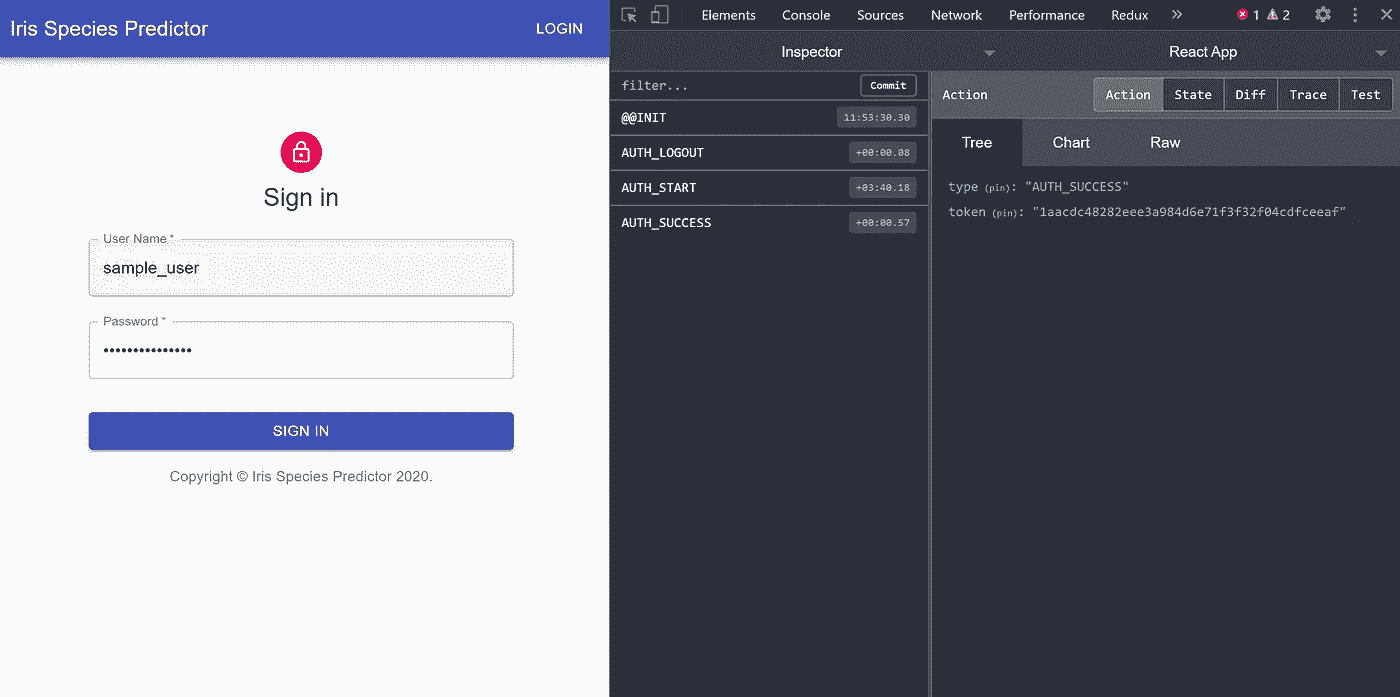 Iris Species Predictor LOGIN
Sign in
User Name *
sample_user
Password *
•••••••••••••••
SIGN IN
Copyright © Iris Species Predictor 2020.
Elements Console Sources Network Performance Redux » 1 2
Inspector React App
filter... Commit
@@INIT 11:53:30.30
AUTH_LOGOUT +00:00.08
AUTH_START +03:40.18
AUTH_SUCCESS +00:00.57
Action Action State Diff Trace Test
Tree Chart Raw
type (pin): "AUTH_SUCCESS"
token (pin): "1aacdc48282eee3a984d6e71f3f32f04cdfceeaf"